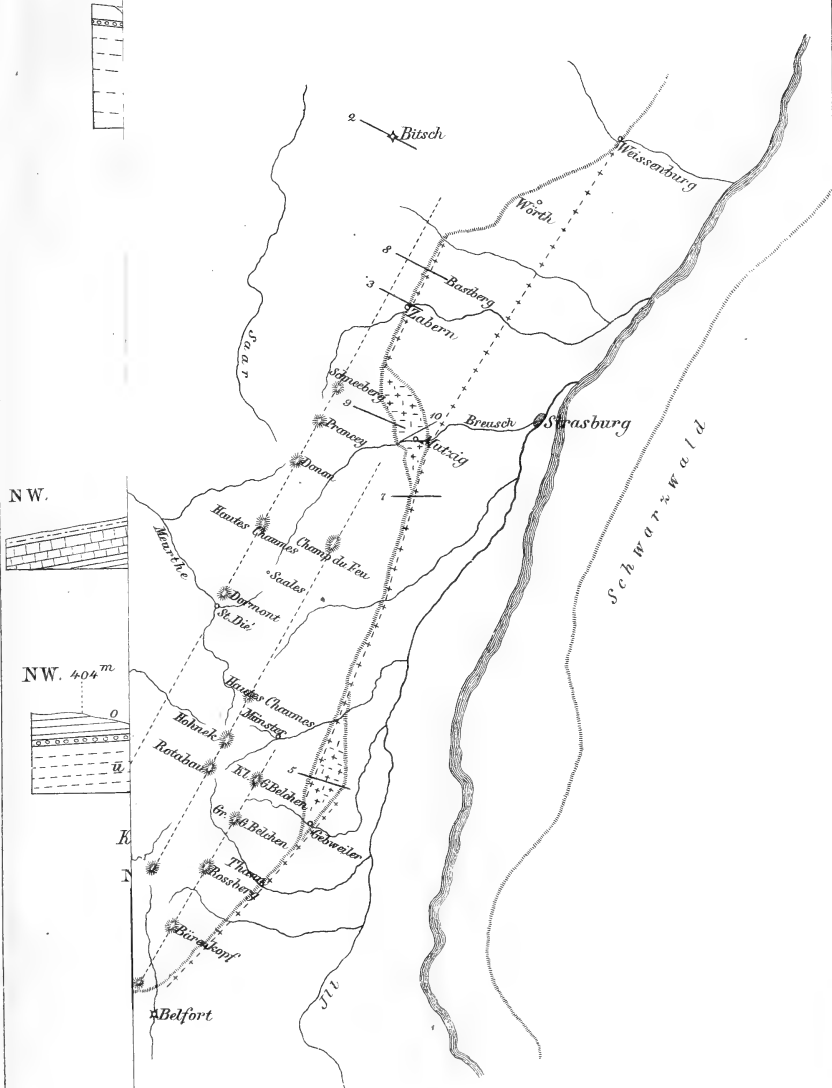 2
Bitsch
Weissenburg
Wörth
8
Bastberg
3
Zabern
Saar
Schneeberg
9
10
Breusch
Strasburg
Prancey
Mutzig
Donan
7
NW.
Hautes Chaumes
Champ du Feu
Meurthe
Saales
Schwarzwald
Dormont
St. Dié
NW. 404m
Hautes Chaumes
0
Münster
Hohnek
Rotabac
u
Kl. G.Belchen
5
Gr. G.Belchen
K
Gebweiler
N
Thann
Rossberg
Bärenkopf
Ill
Belfort